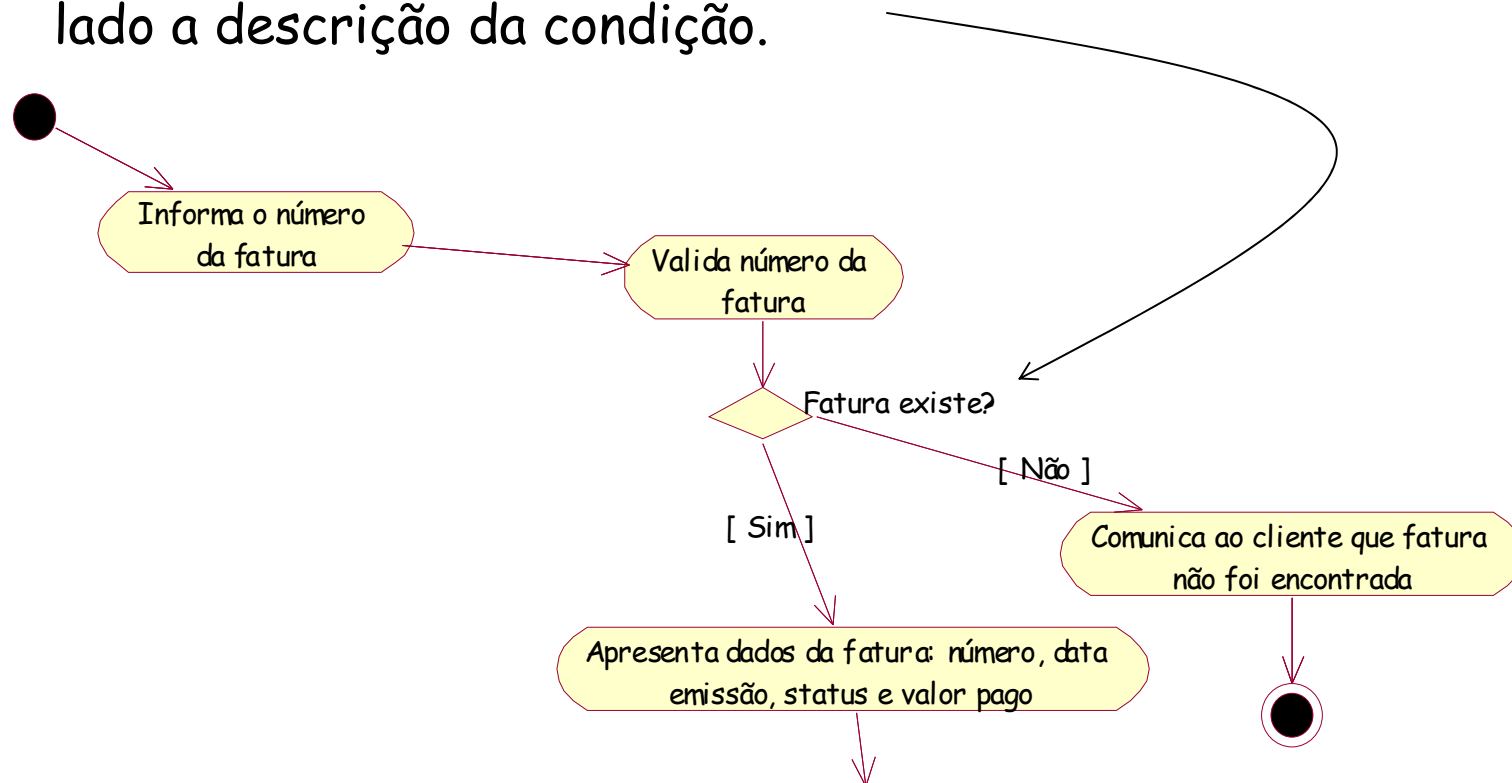 lado a descrição da condição.
Informa o número
da fatura
Valida número da
fatura
Fatura existe?
[ Não ]
[ Sim ]
Comunica ao cliente que fatura
não foi encontrada
Apresenta dados da fatura: número, data
emissão, status e valor pago